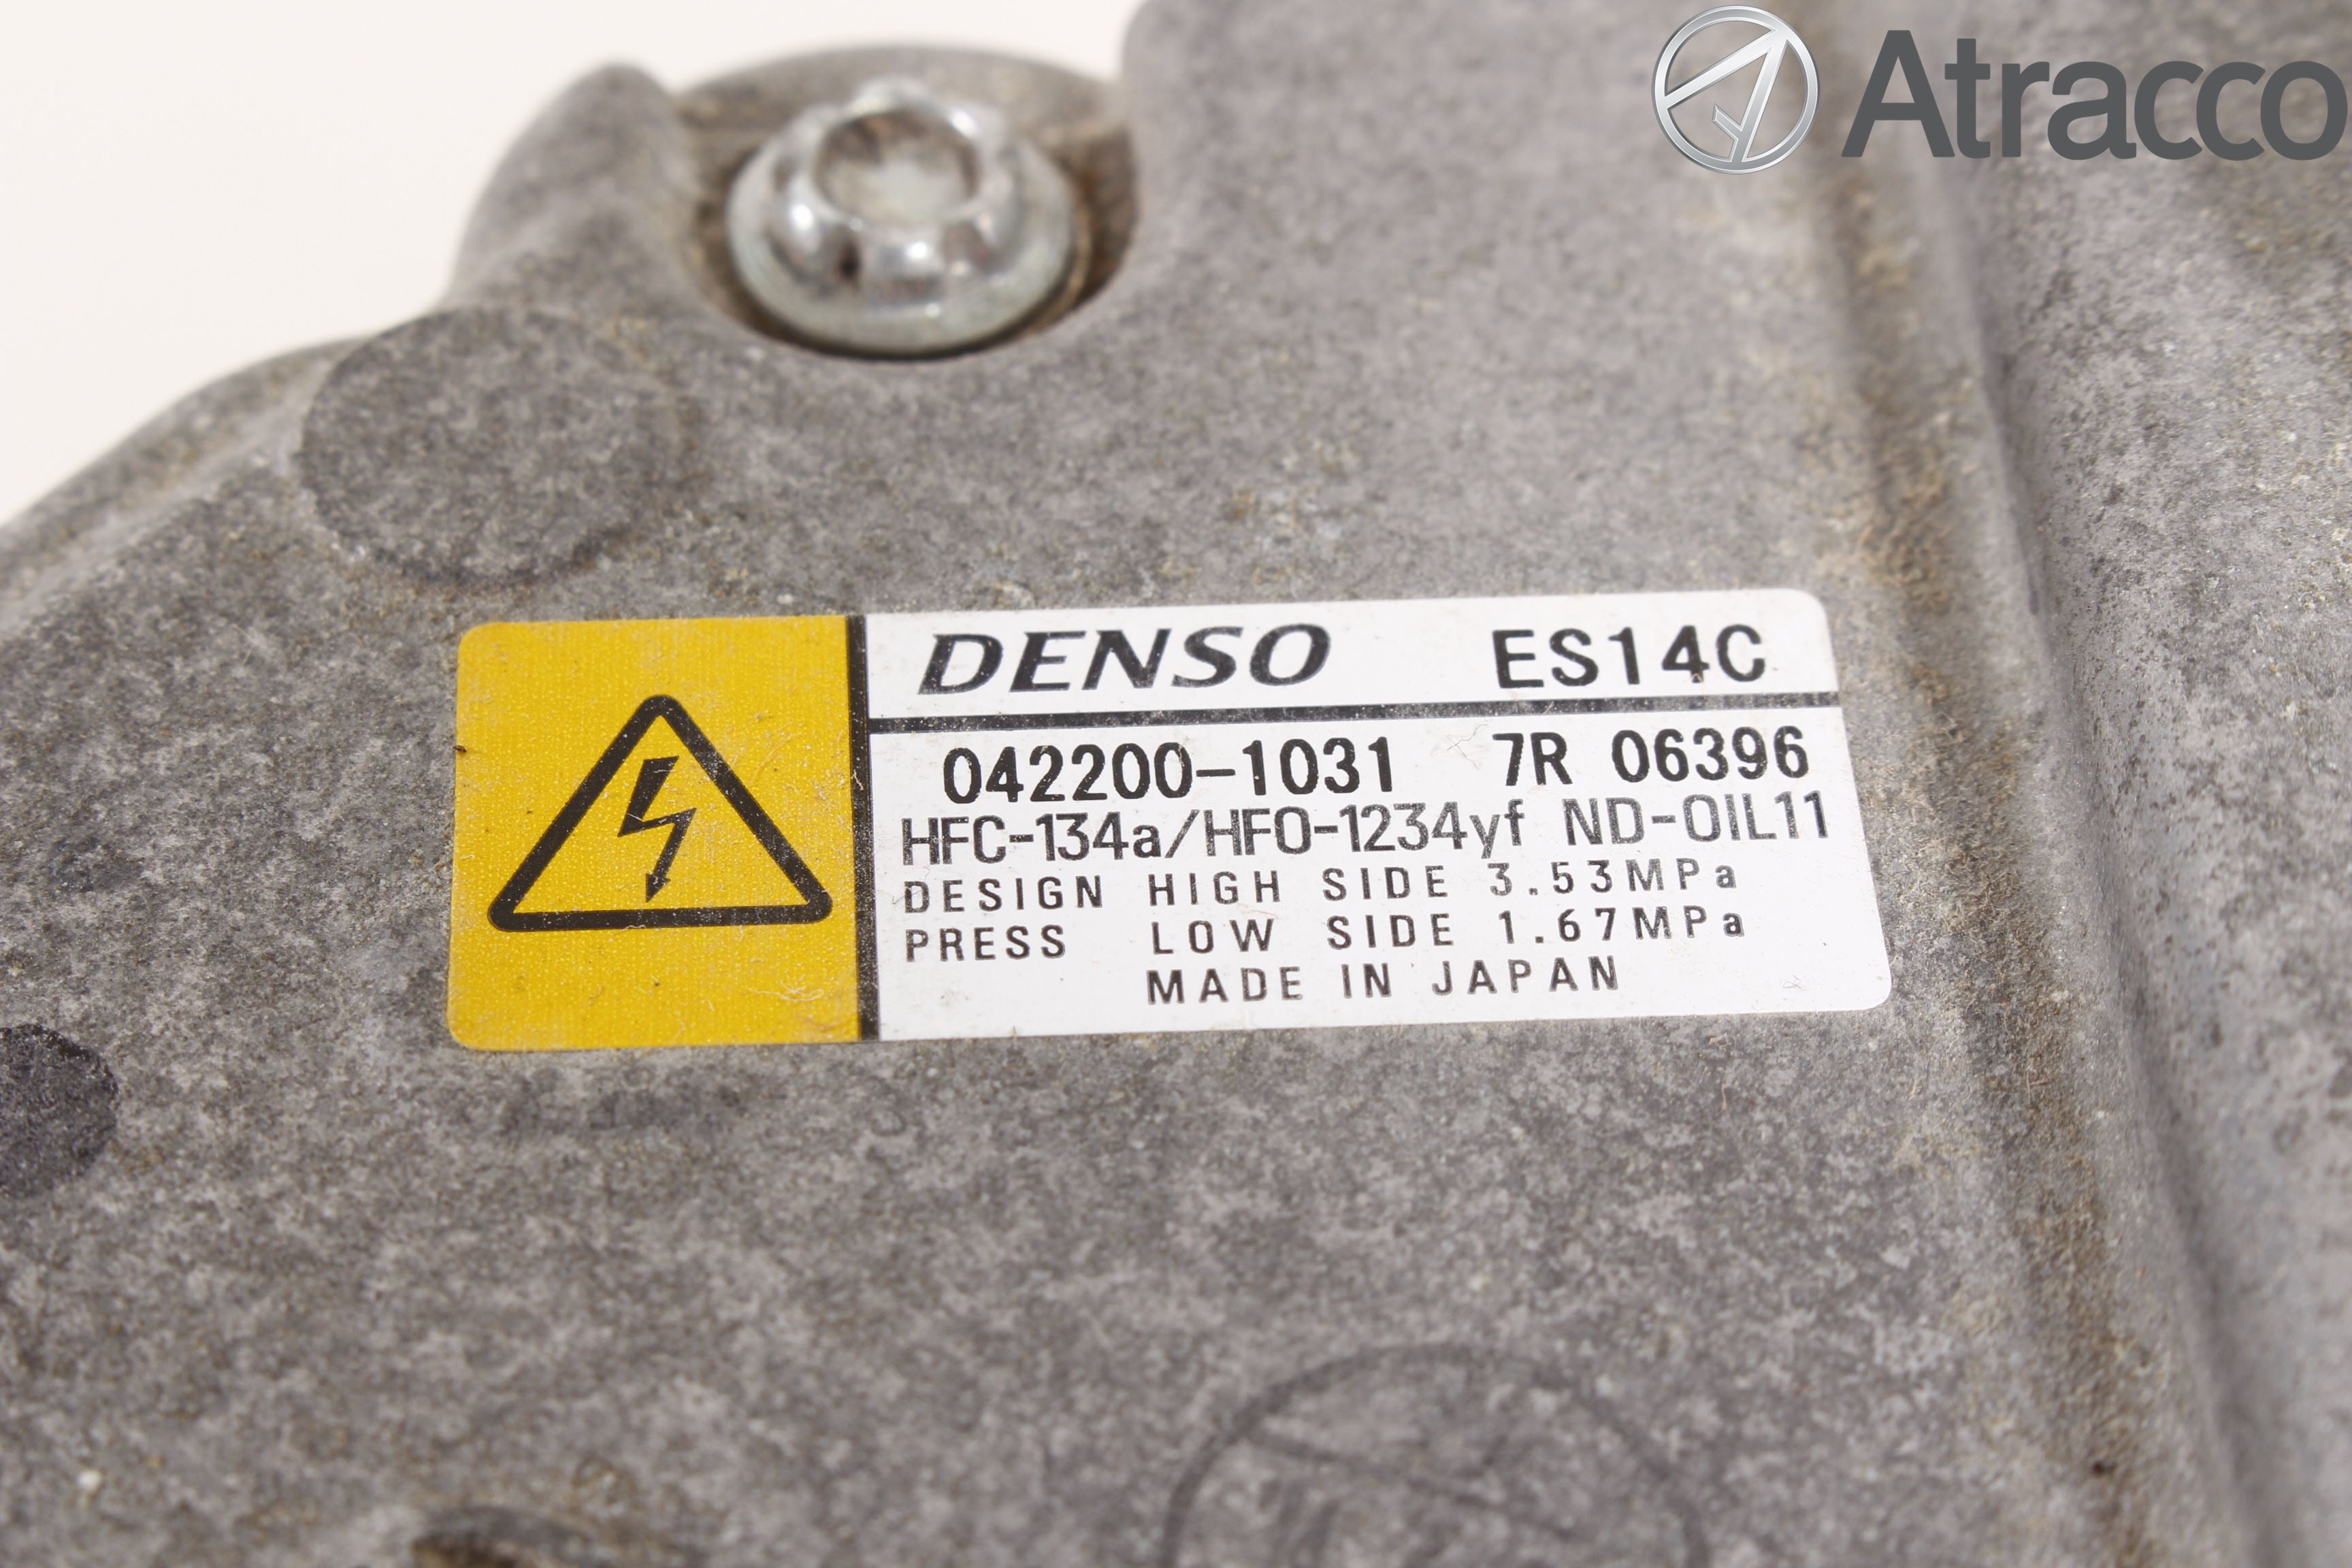 Atracco
DENSO ES14C
042200-1031 7R 06396
HFC-134a/HFO-1234yf ND-OIL11
DESIGN HIGH SIDE 3.53MPa
PRESS LOW SIDE 1.67MPa
MADE IN JAPAN